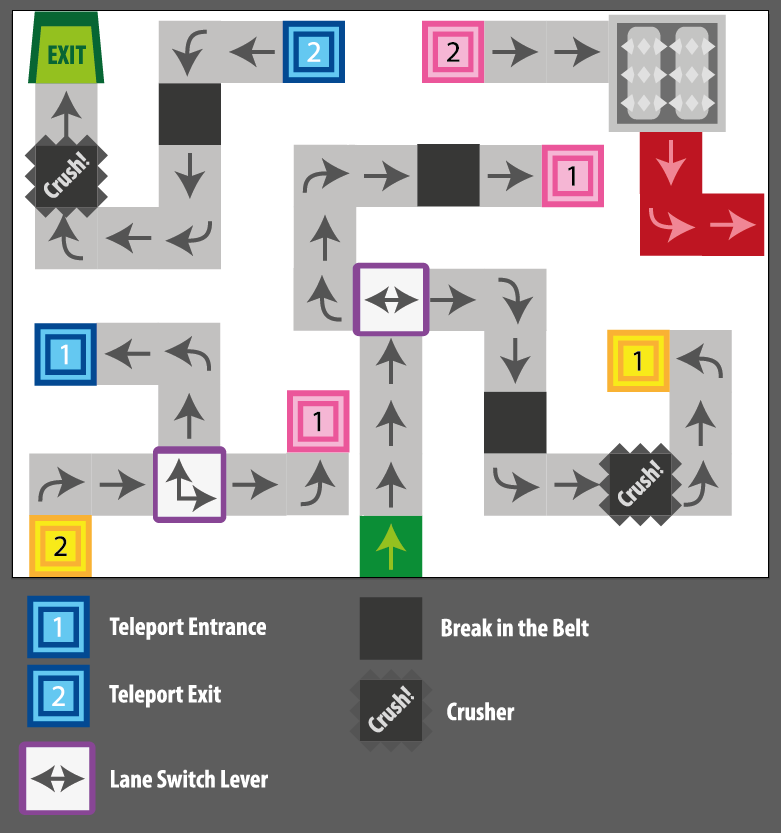 EXIT
2
2
Crush!
1
1
1
1
Crush!
2
1 Teleport Entrance
Break in the Belt
2 Teleport Exit
Crush! Crusher
Lane Switch Lever